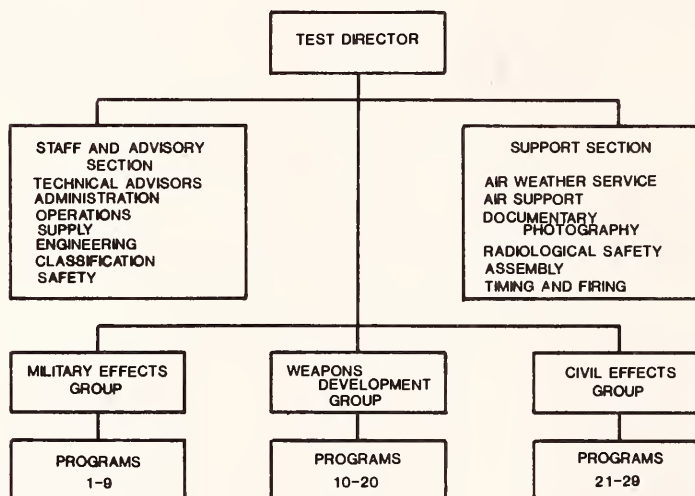 TEST DIRECTOR
STAFF AND ADVISORY
SECTION
TECHNICAL ADVISORS
ADMINISTRATION
OPERATIONS
SUPPLY
ENGINEERING
CLASSIFICATION
SAFETY
SUPPORT SECTION
AIR WEATHER SERVICE
AIR SUPPORT
DOCUMENTARY
PHOTOGRAPHY
RADIOLOGICAL SAFETY
ASSEMBLY
TIMING AND FIRING
MILITARY EFFECTS
GROUP
WEAPONS
DEVELOPMENT
GROUP
CIVIL EFFECTS
GROUP
PROGRAMS
1-9
PROGRAMS
10-20
PROGRAMS
21-29